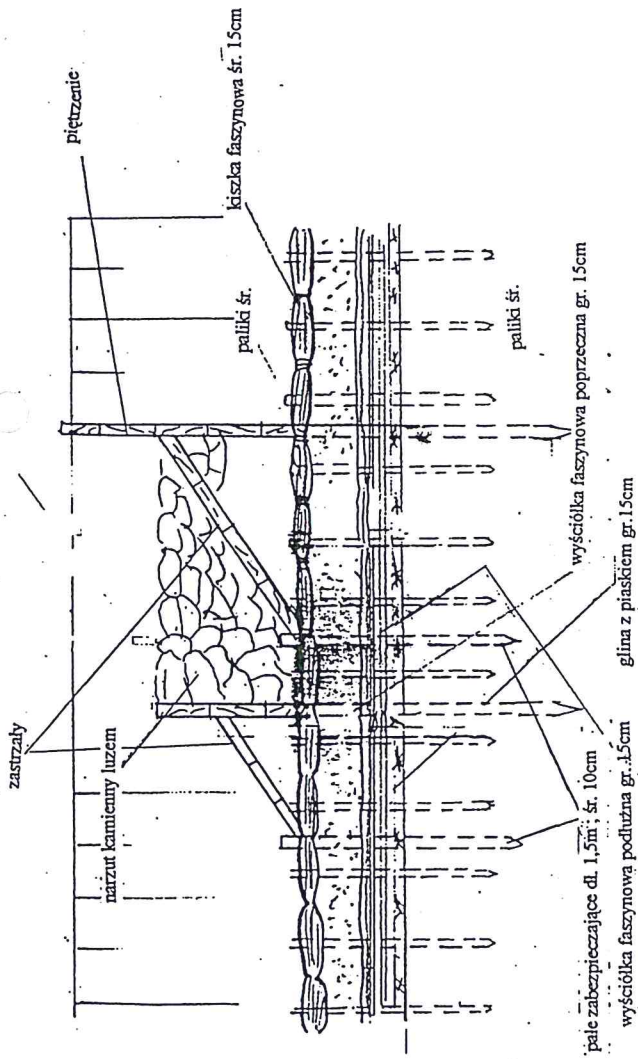 piętrzenie
kiszka faszynowa śr. 15cm
paliki śr.
zastrzały
narzut kamienny luzem
paliki śr.
wyściółka faszynowa poprzeczna gr. 15cm
glina z piaskiem gr.15cm
pale zabezpieczające dł. 1,5m ; śr. 10cm
wyściółka faszynowa podłużna gr. 15cm